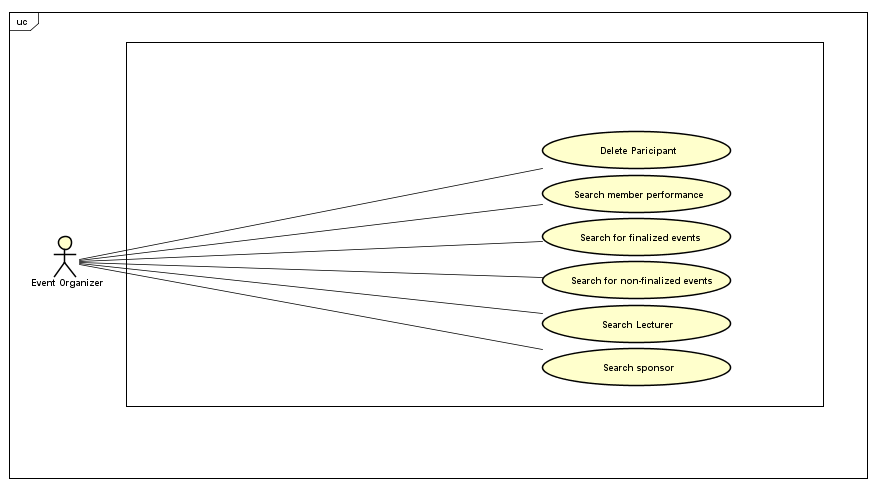 uc
Delete Paricipant
Search member performance
Search for finalized events
Search for non-finalized events
Search Lecturer
Search sponsor
Event Organizer